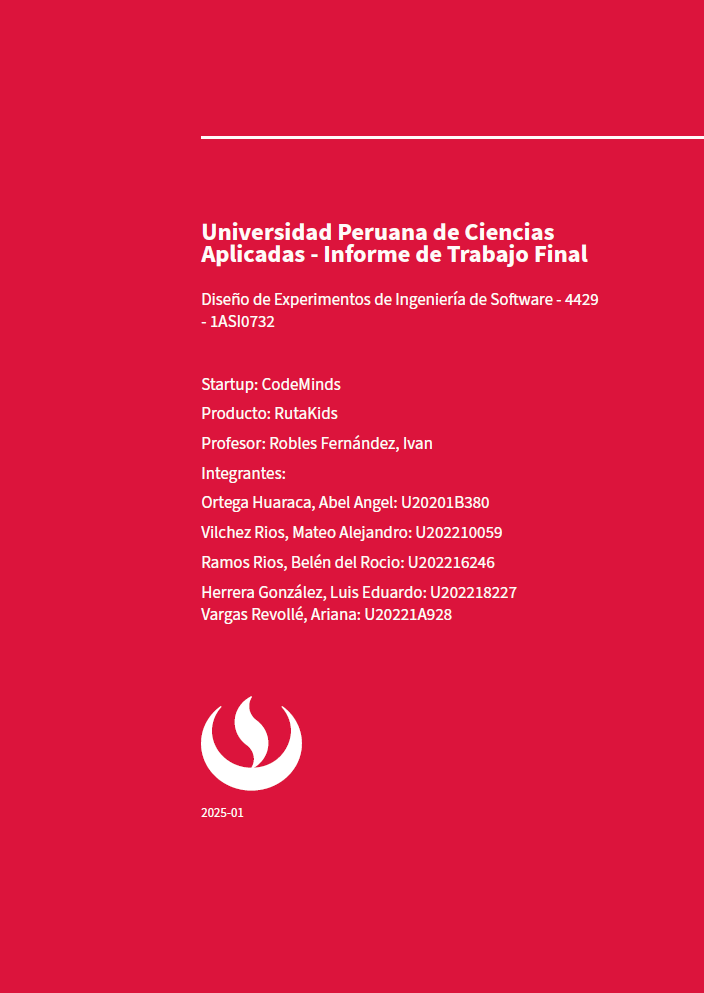 Universidad Peruana de Ciencias
Aplicadas - Informe de Trabajo Final
Diseño de Experimentos de Ingeniería de Software - 4429
- 1ASI0732
Startup: CodeMinds
Producto: RutaKids
Profesor: Robles Fernández, Ivan
Integrantes:
Ortega Huaraca, Abel Angel: U20201B380
Vilchez Rios, Mateo Alejandro: U202210059
Ramos Rios, Belén del Rocio: U202216246
Herrera González, Luis Eduardo: U202218227
Vargas Revollé, Ariana: U20221A928
2025-01